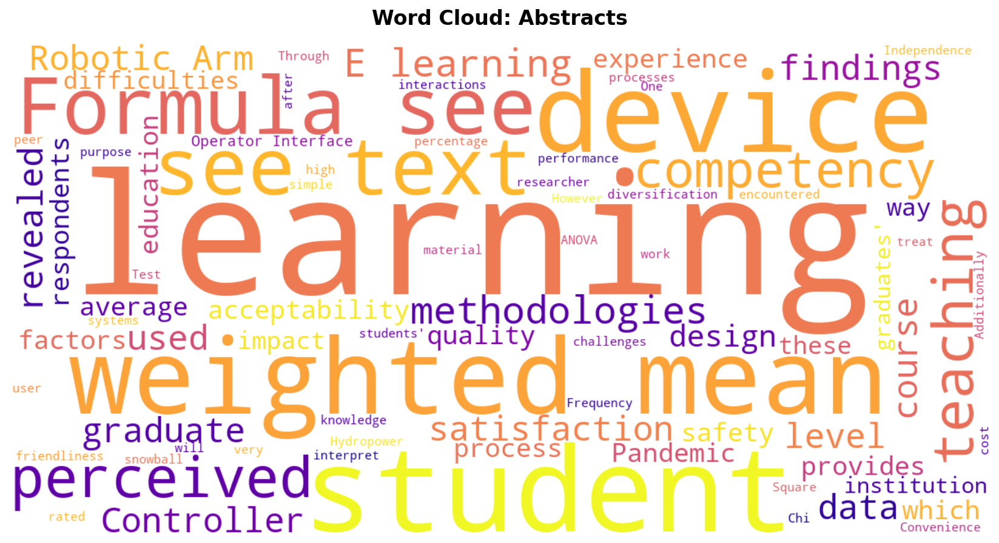 Word Cloud: Abstracts
Robotic Arm
Through
E learning
experience
Independence
findings
difficulties
after
interactions
processes
One
Formula see
device
peer
revealed
respondents
purpose
education
Operator Interface
percentage
see text
high
simple
performance
researcher
competency
However
diversification
encountered
way
learning
Test
material
ANOVA
work
graduates'
treat
teaching
Additionally
average
systems
acceptability
methodologies
factors
used
impact
students'
quality
challenges
design
these
course
user
weighted mean
Frequency
graduate
knowledge
satisfaction
safety
level
cost
friendliness
snowball
will
very
Hydropower
interpret
process
Pandemic
provides
perceived
student
Square
institution
rated
Controller
Chi
data
which
Convenience